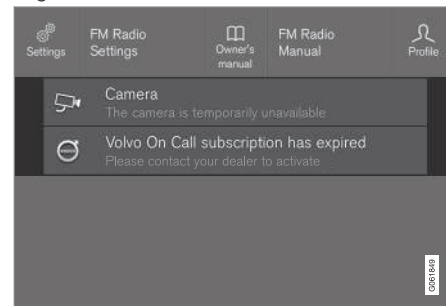 FM Radio
Settings
Settings
Owner's
manual
FM Radio
Manual
Profile
Camera
The camera is temporarily unavailable
Volvo On Call subscription has expired
Please contact your dealer to activate
G061849